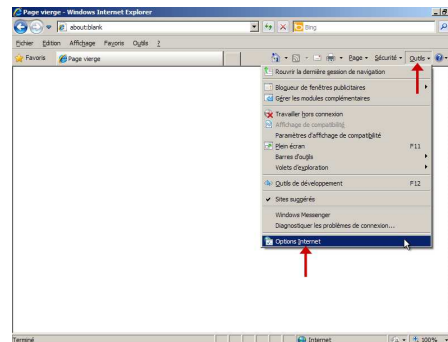 Page vierge - Windows Internet Explorer
about:blank
Bing
Fichier Edition Affichage Favoris Outils ?
Favoris Page vierge Page Sécurité Outils
Rouvrir la dernière session de navigation
Bloqueur de fenêtres publicitaires
Gérer les modules complémentaires
Travailler hors connexion
Affichage de compatibilité
Paramètres d'affichage de compatibilité
Plein écran F11
Barres d'outils
Volets d'exploration
Outils de développement F12
Sites suggérés
Windows Messenger
Diagnostiquer les problèmes de connexion...
Options Internet
Terminé Internet 100%